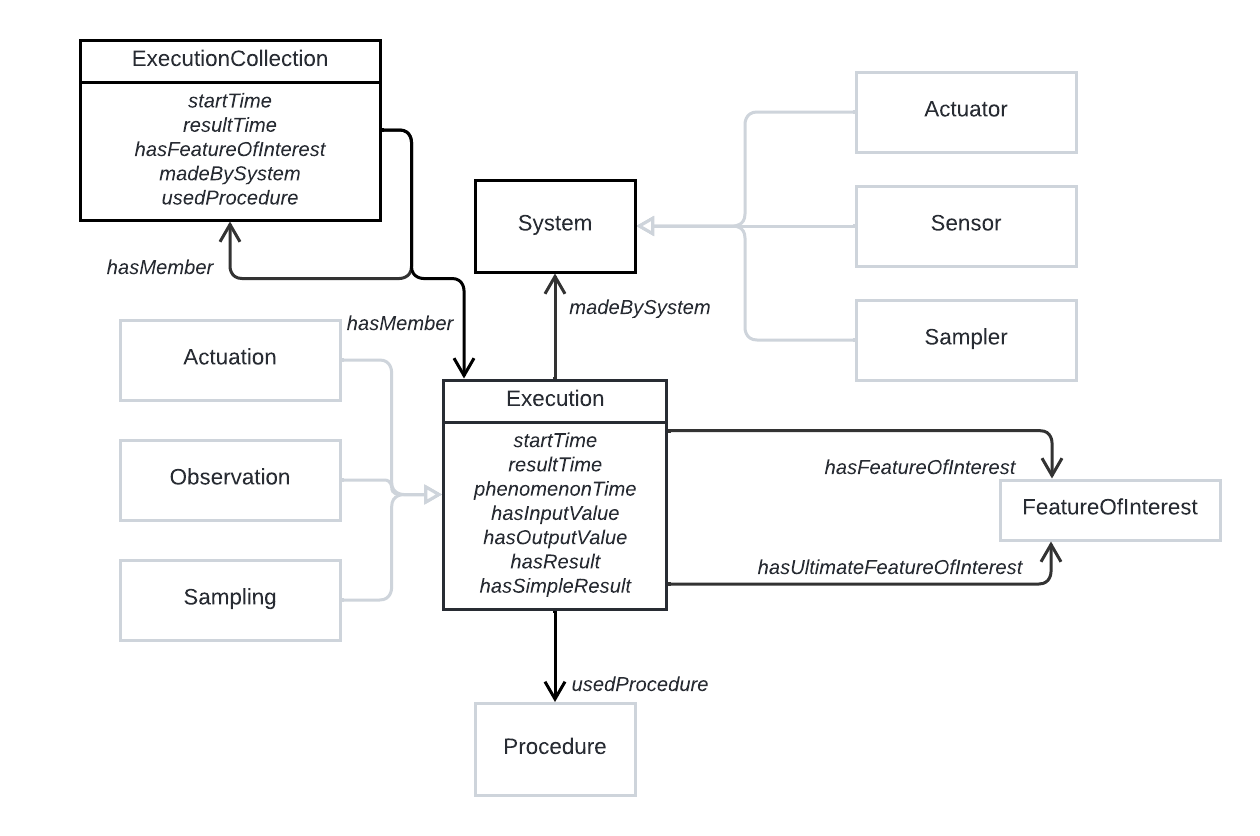 ExecutionCollection
startTime
resultTime
hasFeatureOfInterest
madeBySystem
usedProcedure
Actuator
System
Sensor
hasMember
madeBySystem
hasMember
Sampler
Actuation
Execution
startTime
resultTime
phenomenonTime
hasInputValue
hasOutputValue
hasResult
hasSimpleResult
Observation
hasFeatureOfInterest
FeatureOfInterest
hasUltimateFeatureOfInterest
Sampling
usedProcedure
Procedure